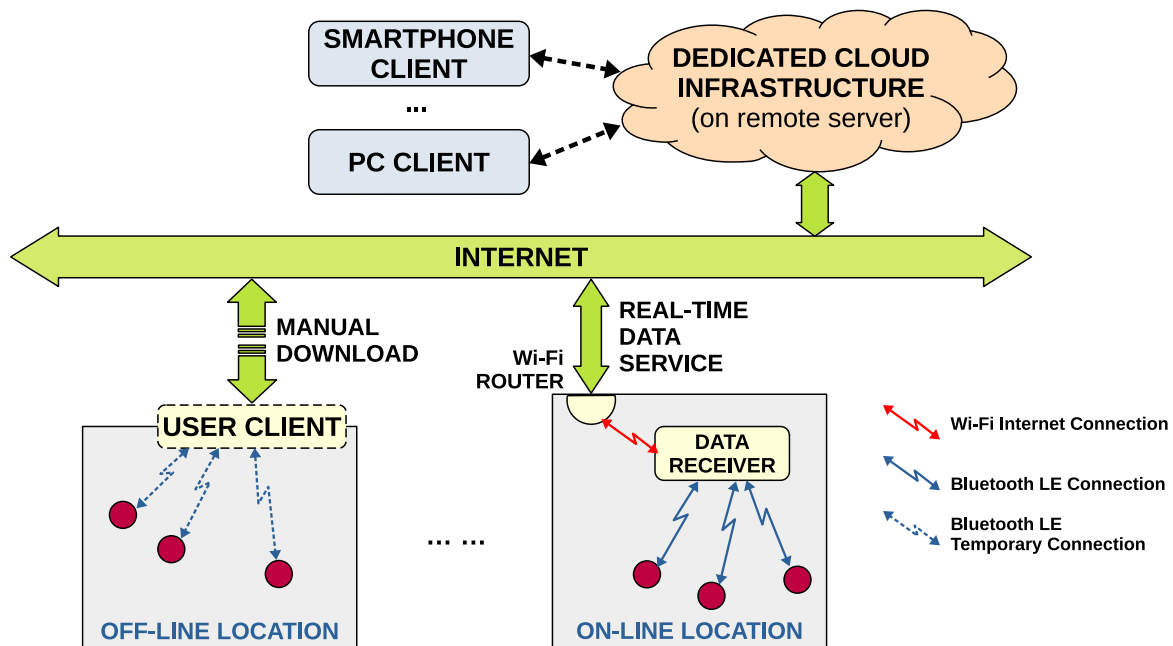 SMARTPHONE
CLIENT
...
PC CLIENT
DEDICATED CLOUD
INFRASTRUCTURE
(on remote server)
INTERNET
MANUAL
DOWNLOAD
REAL-TIME
DATA
SERVICE
Wi-Fi
ROUTER
USER CLIENT
DATA
RECEIVER
... ...
OFF-LINE LOCATION
ON-LINE LOCATION
Wi-Fi Internet Connection
Bluetooth LE Connection
Bluetooth LE
Temporary Connection